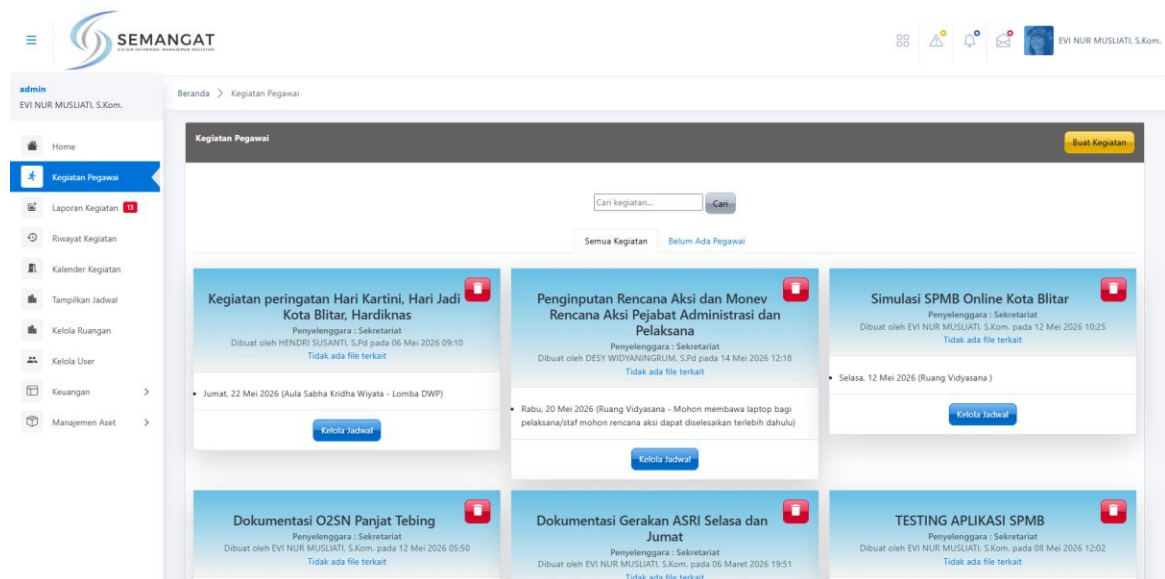 SEMANGAT
SISTEM INFORMASI MANAJEMEN KEGIATAN
EVI NUR MUSLIATI, S.Kom.
admin
EVI NUR MUSLIATI, S.Kom.
Beranda > Kegiatan Pegawai
Home
Kegiatan Pegawai
Laporan Kegiatan 13
Riwayat Kegiatan
Kalender Kegiatan
Tampilkan Jadwal
Kelola Ruangan
Kelola User
Keuangan
Manajemen Aset
Kegiatan Pegawai
Buat Kegiatan
Cari kegiatan...
Cari
Semua Kegiatan
Belum Ada Pegawai
Kegiatan peringatan Hari Kartini, Hari Jadi
Kota Blitar, Hardiknas
Penyelenggara : Sekretariat
Dibuat oleh HENDRI SUSANTI, S.Pd pada 06 Mei 2026 09:10
Tidak ada file terkait
Jumat, 22 Mei 2026 (Aula Sabha Kridha Wiyata - Lomba DWP)
Kelola Jadwal
Penginputan Rencana Aksi dan Monev
Rencana Aksi Pejabat Administrasi dan
Pelaksana
Penyelenggara : Sekretariat
Dibuat oleh DESY WIDYANINGRUM, S.Pd pada 14 Mei 2026 12:18
Tidak ada file terkait
Rabu, 20 Mei 2026 (Ruang Vidyasana - Mohon membawa laptop bagi
pelaksana/staf mohon rencana aksi dapat diselesaikan terlebih dahulu)
Kelola Jadwal
Simulasi SPMB Online Kota Blitar
Penyelenggara : Sekretariat
Dibuat oleh EVI NUR MUSLIATI, S.Kom. pada 12 Mei 2026 10:25
Tidak ada file terkait
Selasa, 12 Mei 2026 (Ruang Vidyasana )
Kelola Jadwal
Dokumentasi O2SN Panjat Tebing
Penyelenggara : Sekretariat
Dibuat oleh EVI NUR MUSLIATI, S.Kom. pada 12 Mei 2026 05:50
Tidak ada file terkait
Dokumentasi Gerakan ASRI Selasa dan
Jumat
Penyelenggara : Sekretariat
Dibuat oleh EVI NUR MUSLIATI, S.Kom. pada 06 Maret 2026 19:51
Tidak ada file terkait
TESTING APLIKASI SPMB
Penyelenggara : Sekretariat
Dibuat oleh EVI NUR MUSLIATI, S.Kom. pada 08 Mei 2026 12:02
Tidak ada file terkait